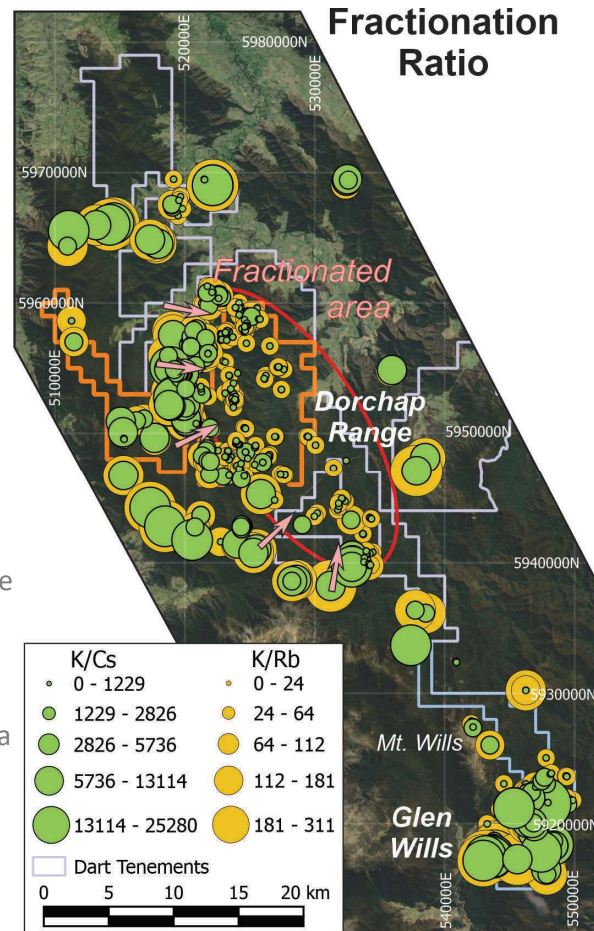 Fractionation
Ratio
5980000N
520000E
530000E
5970000N
Fractionated
area
5960000N
510000E
Dorchap
Range
5950000N
5940000N
e
5930000N
Mt. Wills
a
Glen
Wills
5920000N
540000E
550000E
K/Cs K/Rb
0 - 1229 0 - 24
1229 - 2826 24 - 64
2826 - 5736 64 - 112
5736 - 13114 112 - 181
13114 - 25280 181 - 311
Dart Tenements
0 5 10 15 20 km